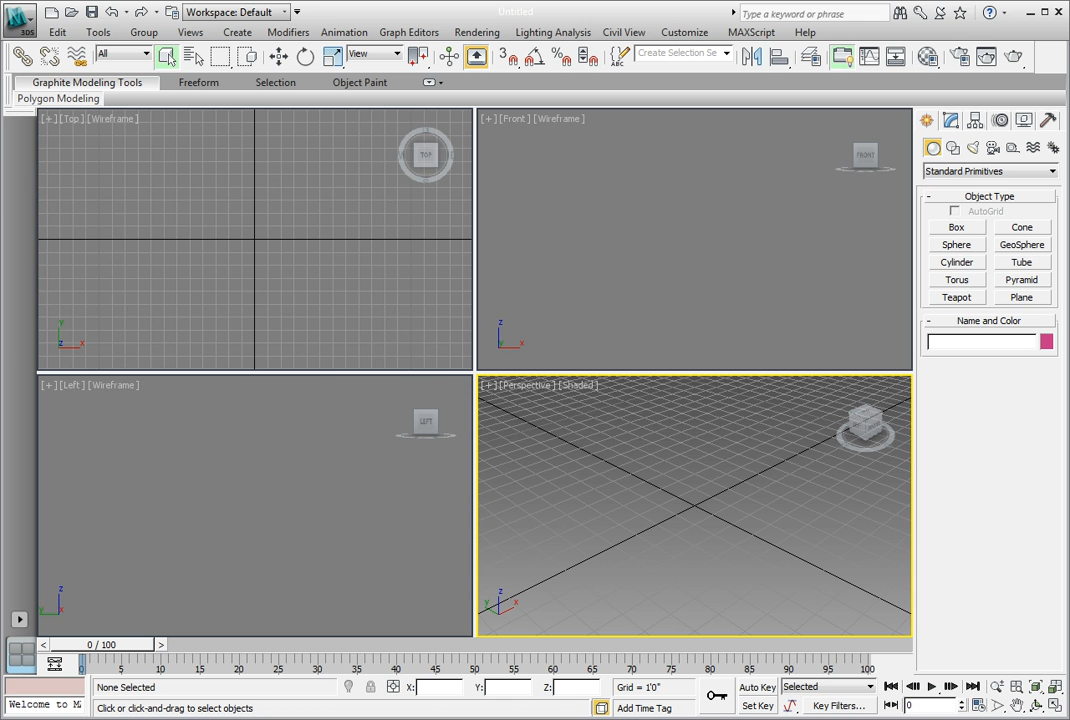 Workspace: Default
Untitled
Type a keyword or phrase
3DS
Edit Tools Group Views Create Modifiers Animation Graph Editors Rendering Lighting Analysis Civil View Customize MAXScript Help
All
View
3
ABC
Create Selection Se
Graphite Modeling Tools Freeform Selection Object Paint
Polygon Modeling
[+][Top][Wireframe]
TOP
y
z x
[+][Front][Wireframe]
FRONT
z
y x
[+][Left][Wireframe]
LEFT
z
y x
[+][Perspective][Shaded]
z
y x
Standard Primitives
- Object Type
AutoGrid
Box Cone
Sphere GeoSphere
Cylinder Tube
Torus Pyramid
Teapot Plane
- Name and Color
< 0 / 100 >
0 5 10 15 20 25 30 35 40 45 50 55 60 65 70 75 80 85 90 95 100
None Selected X: Y: Z: Grid = 1'0" Auto Key Selected
Welcome to MA Click or click-and-drag to select objects Add Time Tag Set Key Key Filters... 0